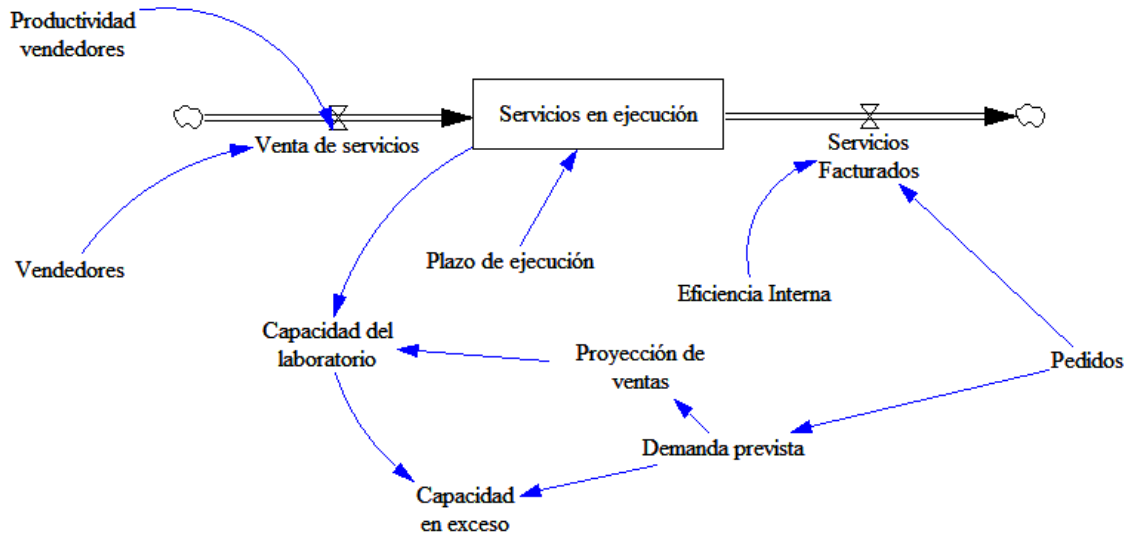 Productividad
vendedores
Servicios en ejecución
Venta de servicios
Servicios
Facturados
Vendedores
Plazo de ejecución
Eficiencia Interna
Capacidad del
laboratorio
Proyección de
ventas
Pedidos
Demanda prevista
Capacidad
en exceso